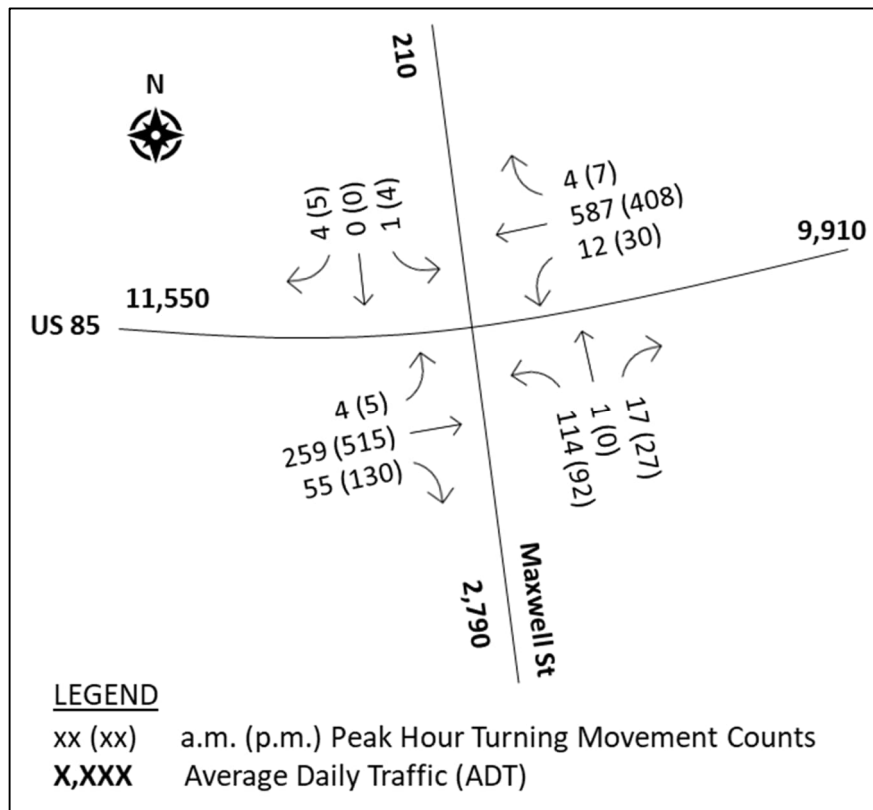 210
N
4 (5)
0 (0)
1 (4)
4 (7)
587 (408)
12 (30)
9,910
11,550
US 85
4 (5)
259 (515)
55 (130)
114 (92)
1 (0)
17 (27)
2,790
Maxwell St
LEGEND
xx (xx) a.m. (p.m.) Peak Hour Turning Movement Counts
X,XXX Average Daily Traffic (ADT)